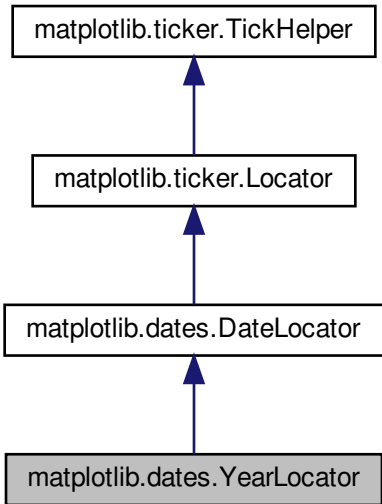 matplotlib.ticker.TickHelper
matplotlib.ticker.Locator
matplotlib.dates.DateLocator
matplotlib.dates.YearLocator